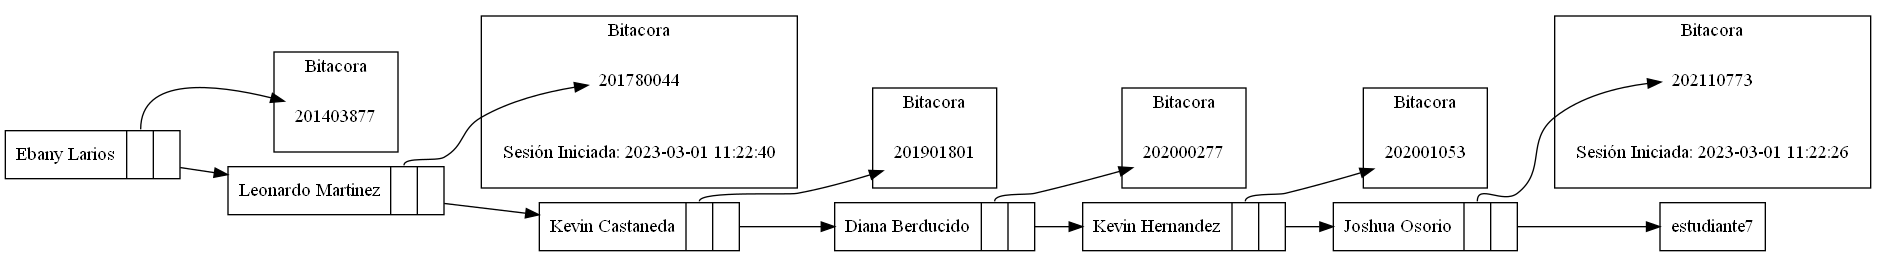 Ebany Larios
Bitacora
201403877
Leonardo Martinez
Bitacora
201780044
Sesión Iniciada: 2023-03-01 11:22:40
Kevin Castaneda
Bitacora
201901801
Diana Berducido
Bitacora
202000277
Kevin Hernandez
Bitacora
202001053
Joshua Osorio
Bitacora
202110773
Sesión Iniciada: 2023-03-01 11:22:26
estudiante7